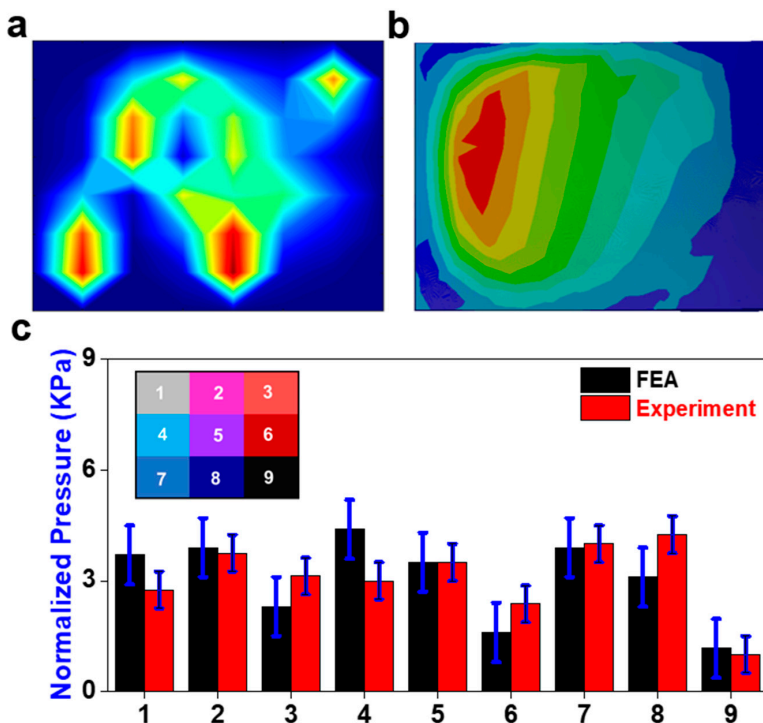 a
b
c
Normalized Pressure (KPa)
9
6
3
0
1 2 3
4 5 6
7 8 9
FEA
Experiment
1 2 3 4 5 6 7 8 9